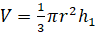 V = 1/3 πr²h₁